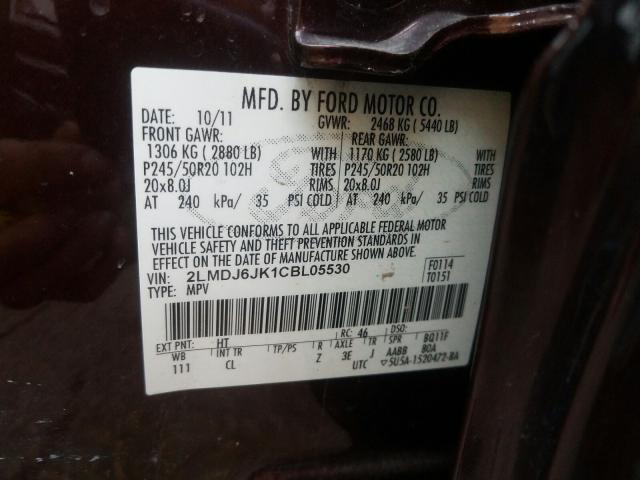 MFD. BY FORD MOTOR CO.
DATE: 10/11 GVWR: 2468 KG (5440 LB)
FRONT GAWR: REAR GAWR:
1306 KG (2880 LB) WITH 1170 KG (2580 LB) WITH
P245/50R20 102H TIRES P245/50R20 102H TIRES
20x8.0J RIMS 20x8.0J RIMS
AT 240 kPa/ 35 PSI COLD AT 240 kPa/ 35 PSI COLD
THIS VEHICLE CONFORMS TO ALL APPLICABLE FEDERAL MOTOR
VEHICLE SAFETY AND THEFT PREVENTION STANDARDS IN
EFFECT ON THE DATE OF MANUFACTURE SHOWN ABOVE.
VIN: 2LMDJ6JK1CBL05530 F0114
TYPE: MPV T0151
EXT PNT: HT RC: 46 DSO:
WB INT TR TP/PS R AXLE TR SPR BQ11F
111 CL Z 3E J AABB BOA
UTC ▽5U5A-1520472-BA
Ford